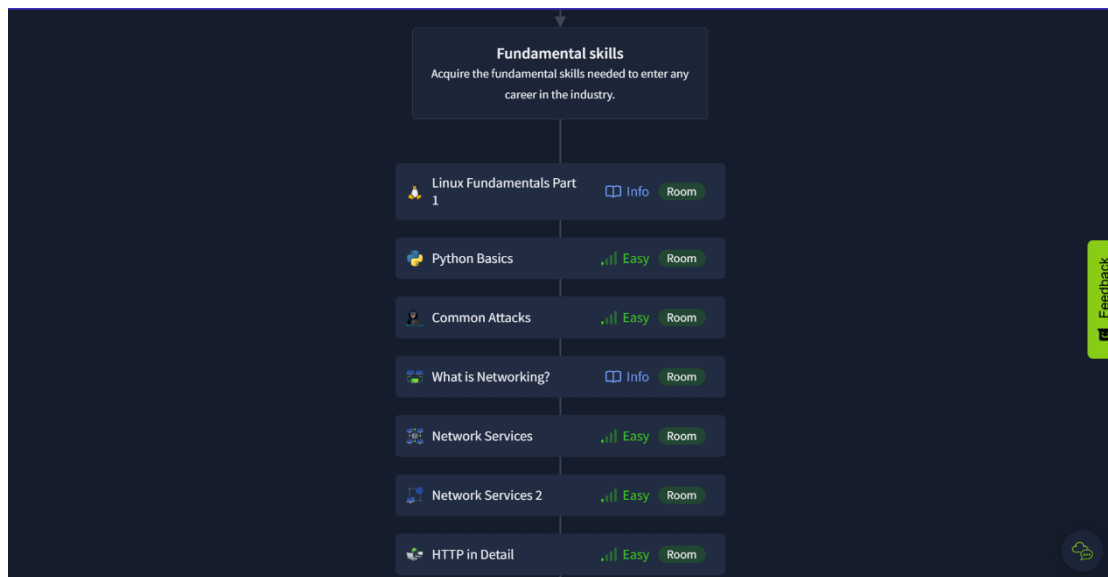 Fundamental skills
Acquire the fundamental skills needed to enter any
career in the industry.
Linux Fundamentals Part
1
Info
Room
Python Basics
Easy
Room
Common Attacks
Easy
Room
What is Networking?
Info
Room
Network Services
Easy
Room
Network Services 2
Easy
Room
HTTP in Detail
Easy
Room
Feedback